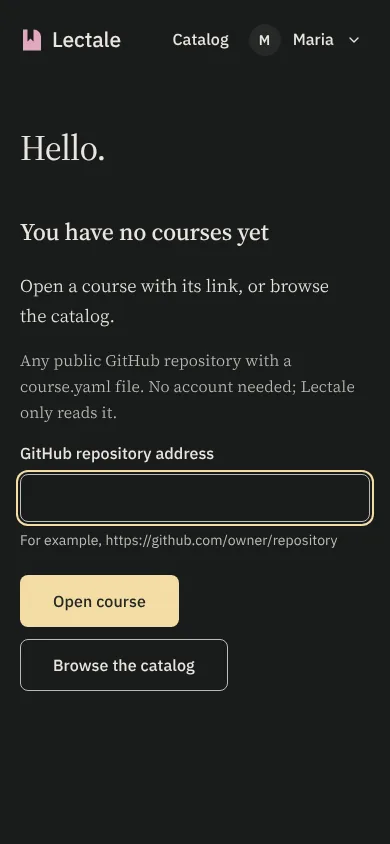 Lectale
Catalog
M
Maria
Hello.
You have no courses yet
Open a course with its link, or browse
the catalog.
Any public GitHub repository with a
course.yaml file. No account needed; Lectale
only reads it.
GitHub repository address
For example, https://github.com/owner/repository
Open course
Browse the catalog